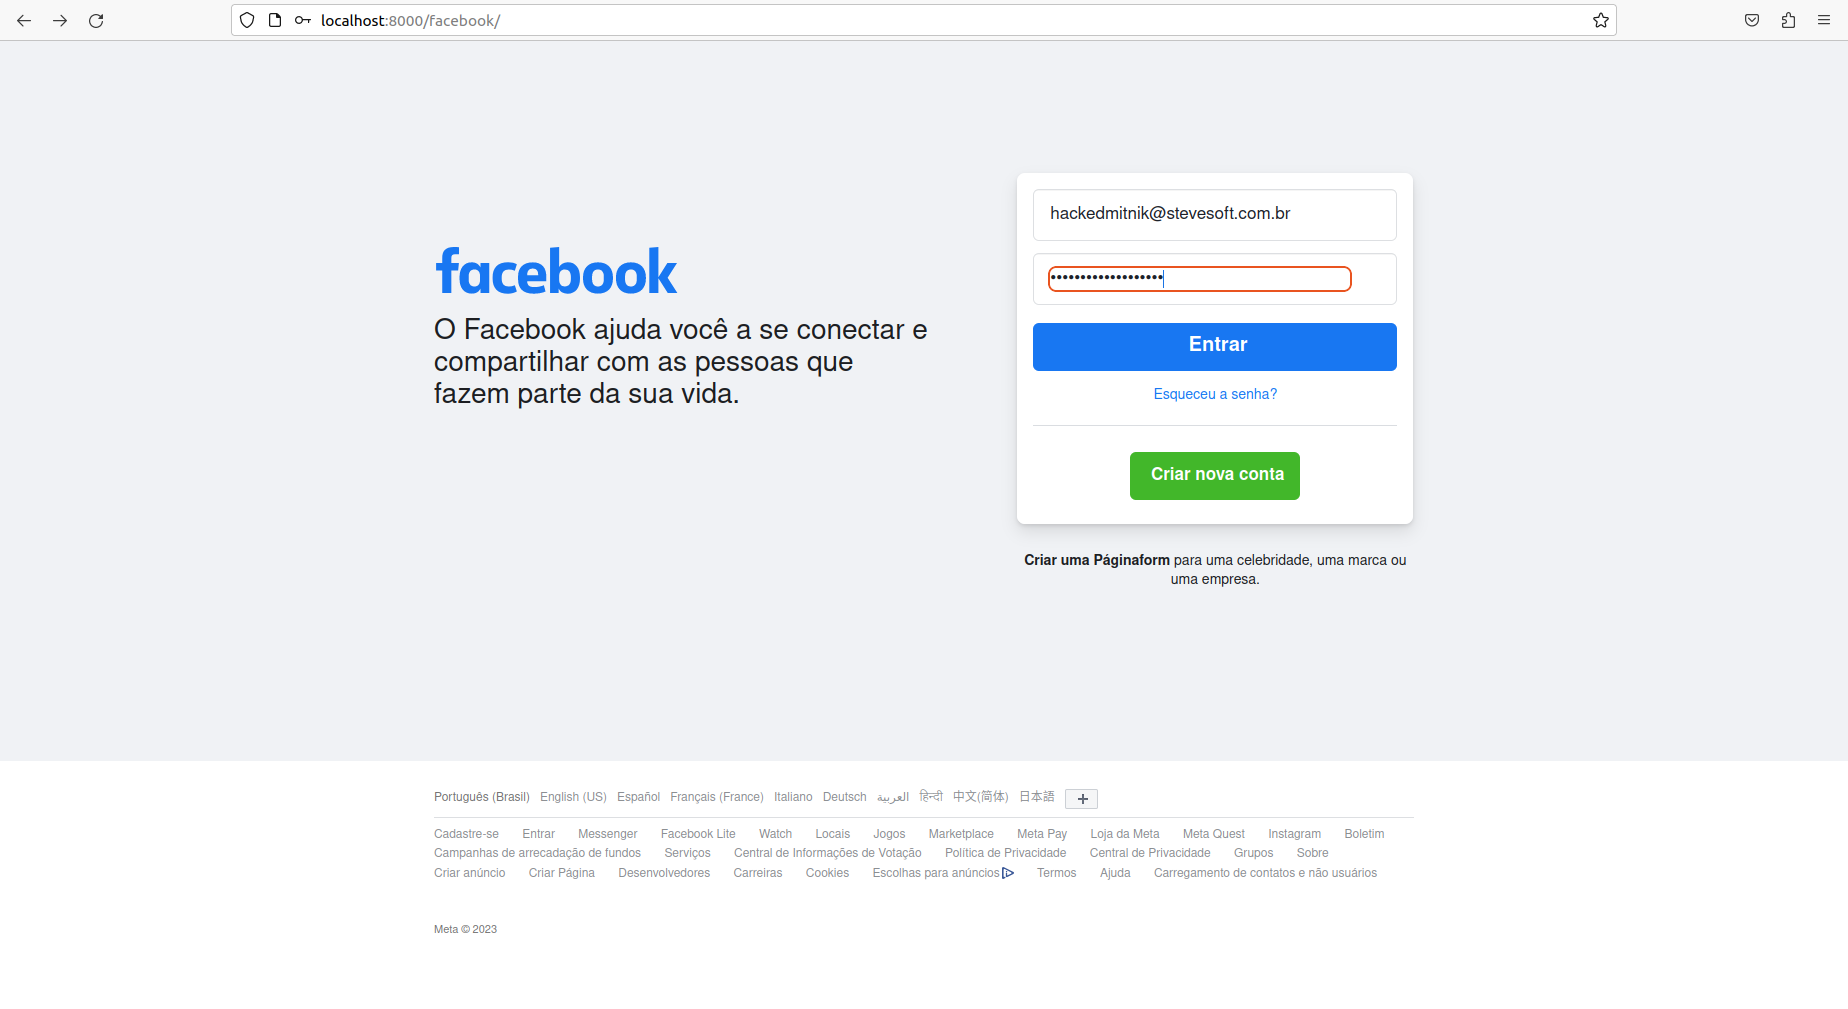 localhost:8000/facebook/
facebook
O Facebook ajuda você a se conectar e
compartilhar com as pessoas que
fazem parte da sua vida.
hackedmitnik@stevesoft.com.br
•••••••••••••••••••
Entrar
Esqueceu a senha?
Criar nova conta
Criar uma Páginaform para uma celebridade, uma marca ou
uma empresa.
Português (Brasil) English (US) Español Français (France) Italiano Deutsch العربية हिन्दी 中文(简体) 日本語 +
Cadastre-se Entrar Messenger Facebook Lite Watch Locais Jogos Marketplace Meta Pay Loja da Meta Meta Quest Instagram Boletim
Campanhas de arrecadação de fundos Serviços Central de Informações de Votação Política de Privacidade Central de Privacidade Grupos Sobre
Criar anúncio Criar Página Desenvolvedores Carreiras Cookies Escolhas para anúncios Termos Ajuda Carregamento de contatos e não usuários
Meta © 2023